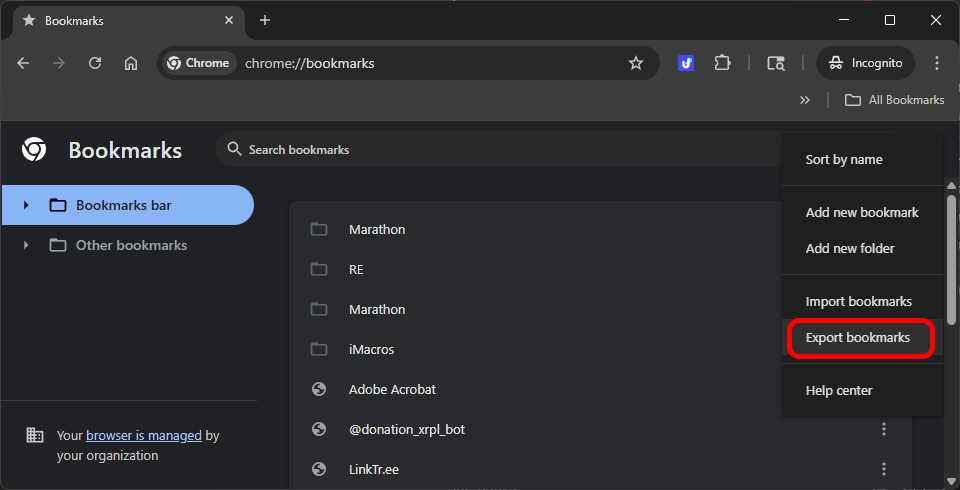 Bookmarks
Chrome
chrome://bookmarks
Incognito
All Bookmarks
Bookmarks
Search bookmarks
Sort by name
Add new bookmark
Add new folder
Import bookmarks
Export bookmarks
Help center
Bookmarks bar
Other bookmarks
Marathon
RE
Marathon
iMacros
Adobe Acrobat
@donation_xrpl_bot
LinkTr.ee
Your browser is managed by
your organization